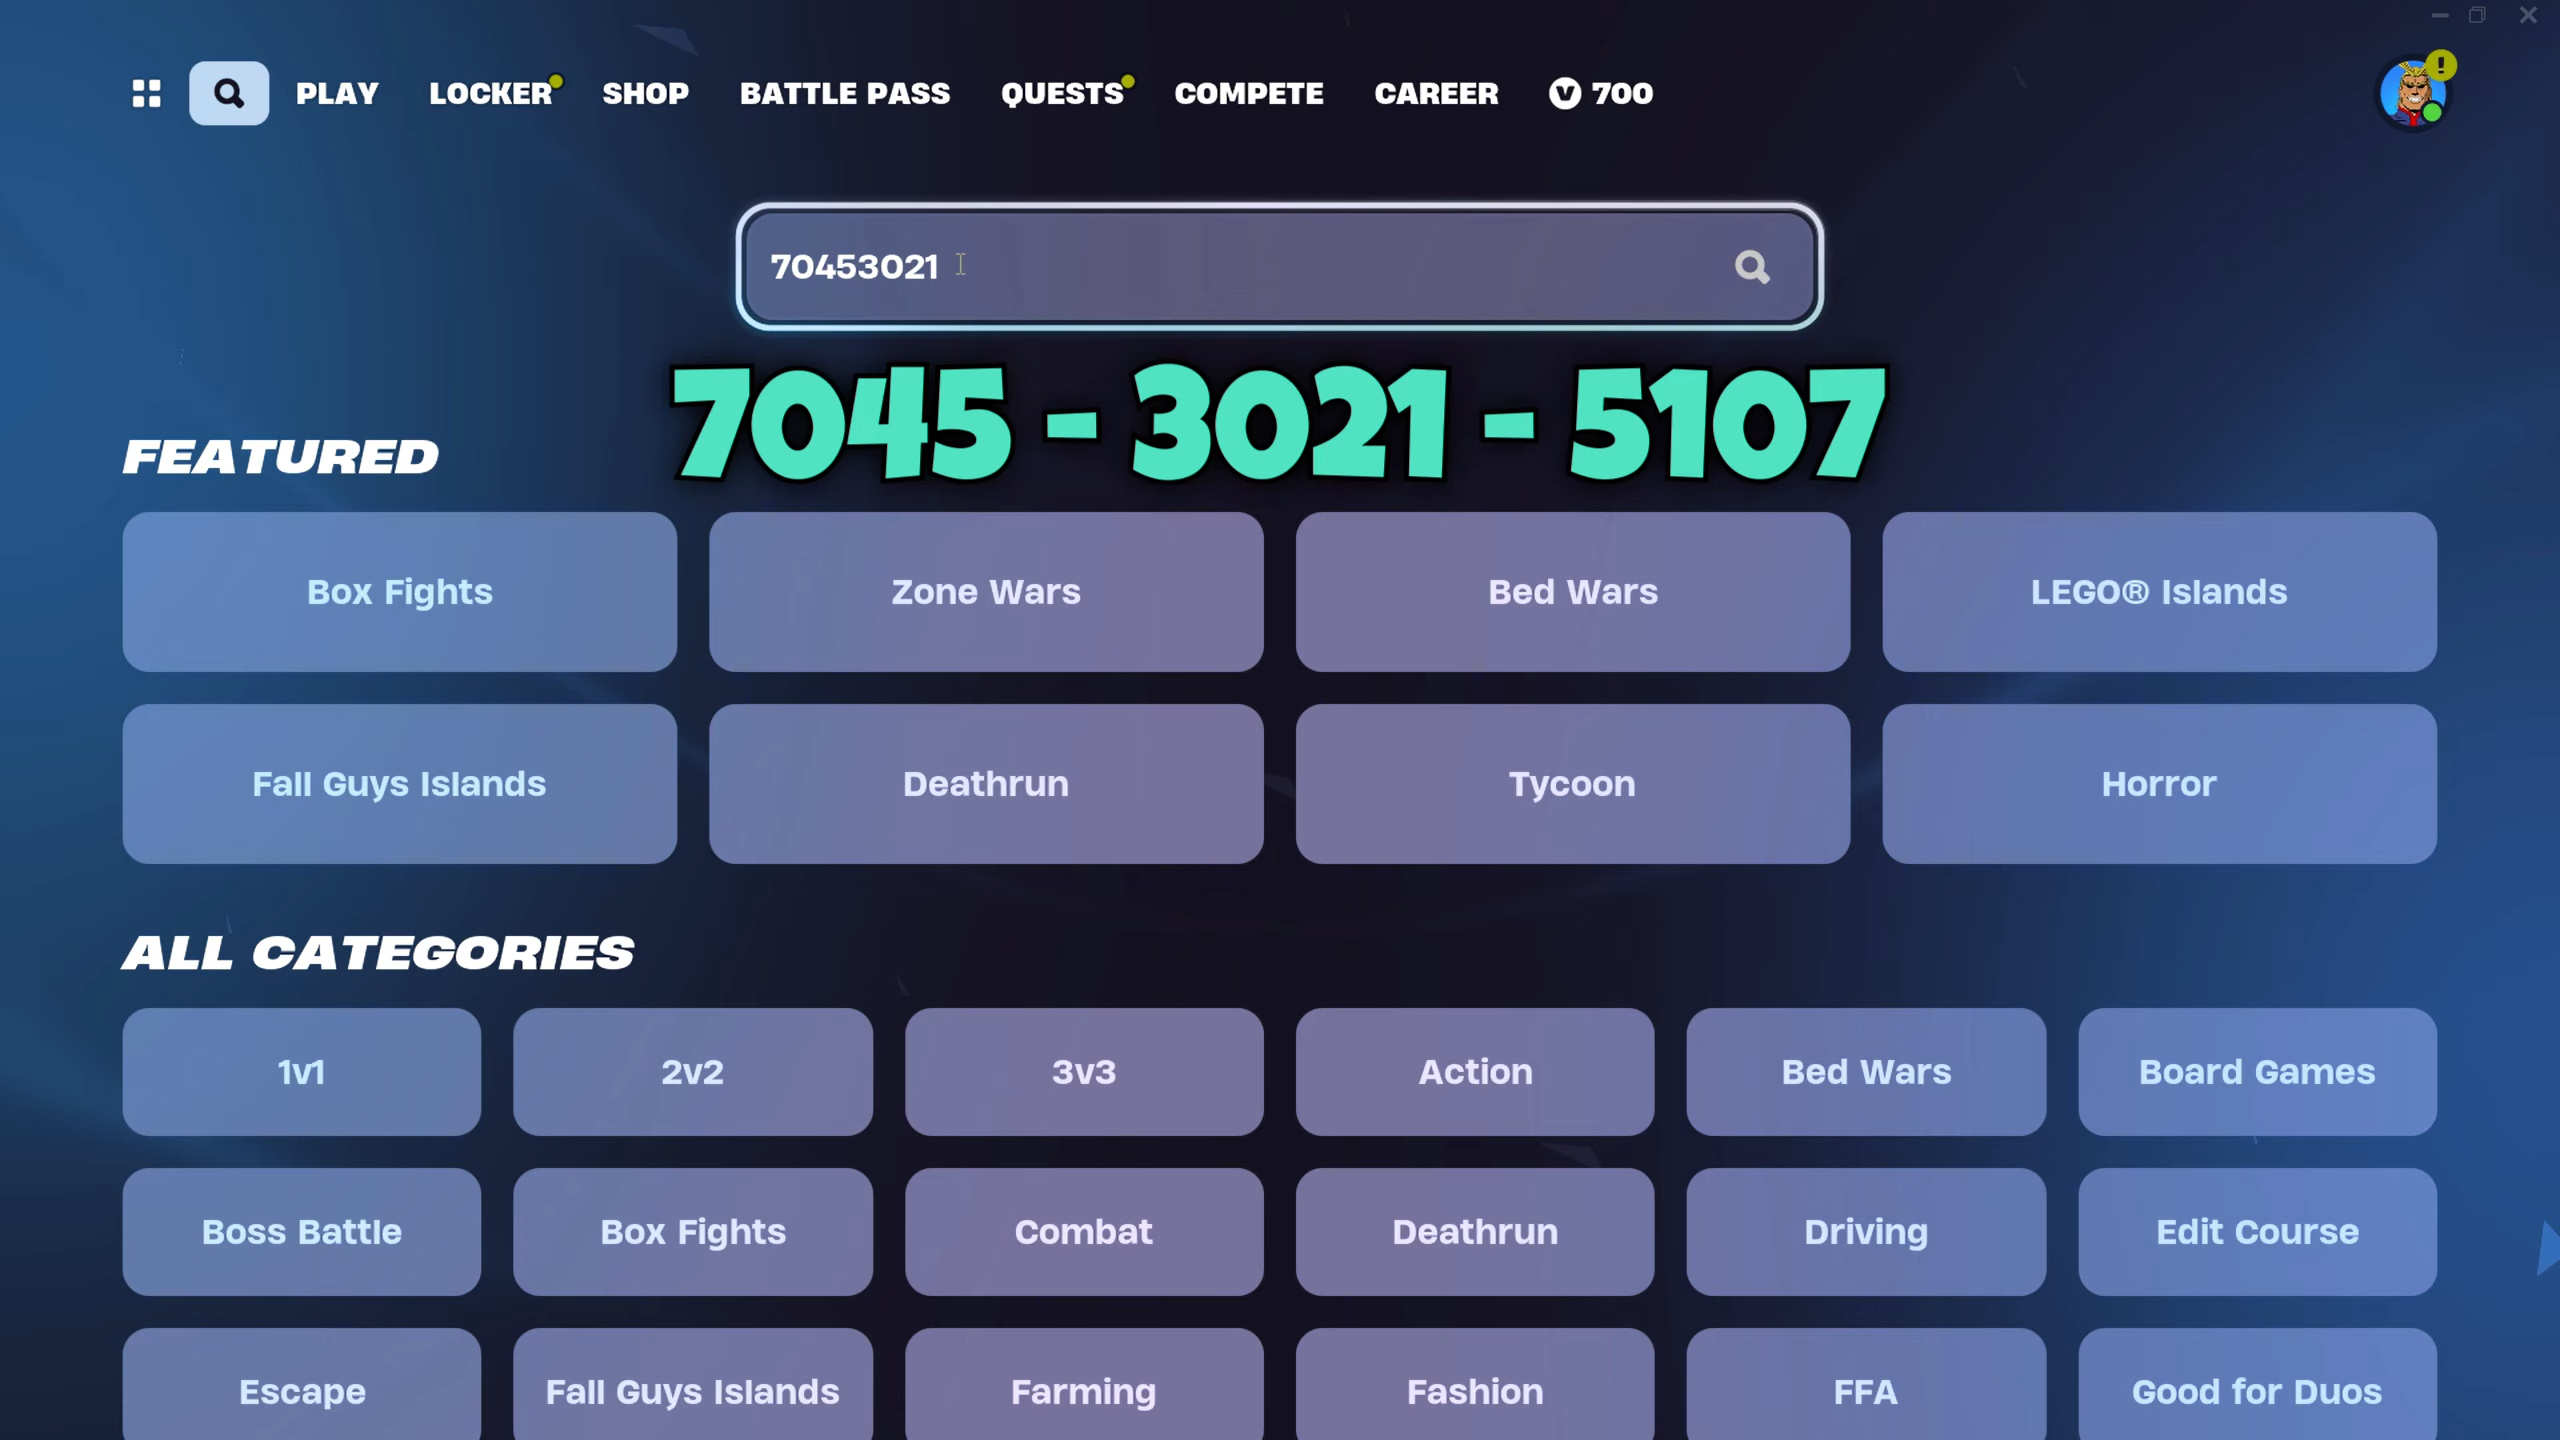 PLAY LOCKER SHOP BATTLE PASS QUESTS COMPETE CAREER V 700 !
70453021
7045 - 3021 - 5107
FEATURED
Box Fights Zone Wars Bed Wars LEGO® Islands
Fall Guys Islands Deathrun Tycoon Horror
ALL CATEGORIES
1v1 2v2 3v3 Action Bed Wars Board Games
Boss Battle Box Fights Combat Deathrun Driving Edit Course
Escape Fall Guys Islands Farming Fashion FFA Good for Duos